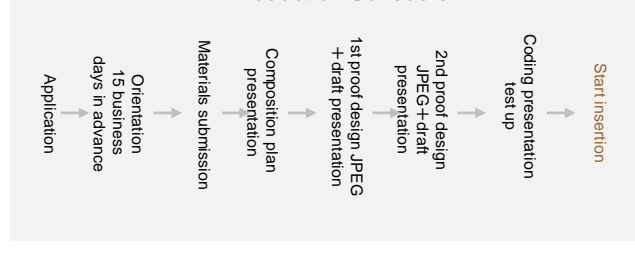 Application
Orientation
15 business
days in advance
Materials submission
Composition plan
presentation
1st proof design JPEG
＋draft presentation
2nd proof design
JPEG＋draft
presentation
Coding presentation
test up
Start insertion